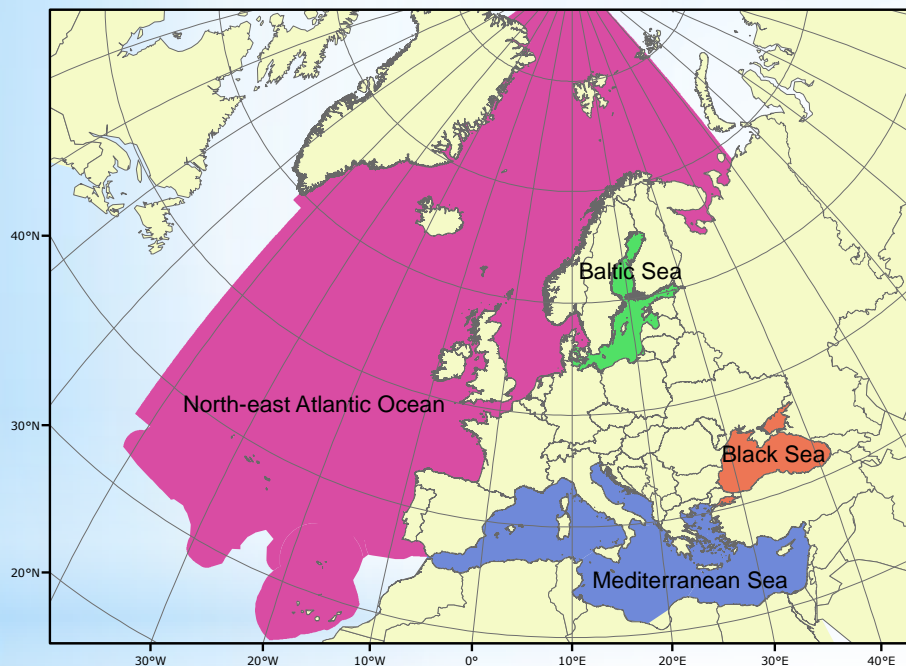 Baltic Sea
North-east Atlantic Ocean
Black Sea
Mediterranean Sea
40°N
30°N
20°N
30°W
20°W
10°W
0°
10°E
20°E
30°E
40°E